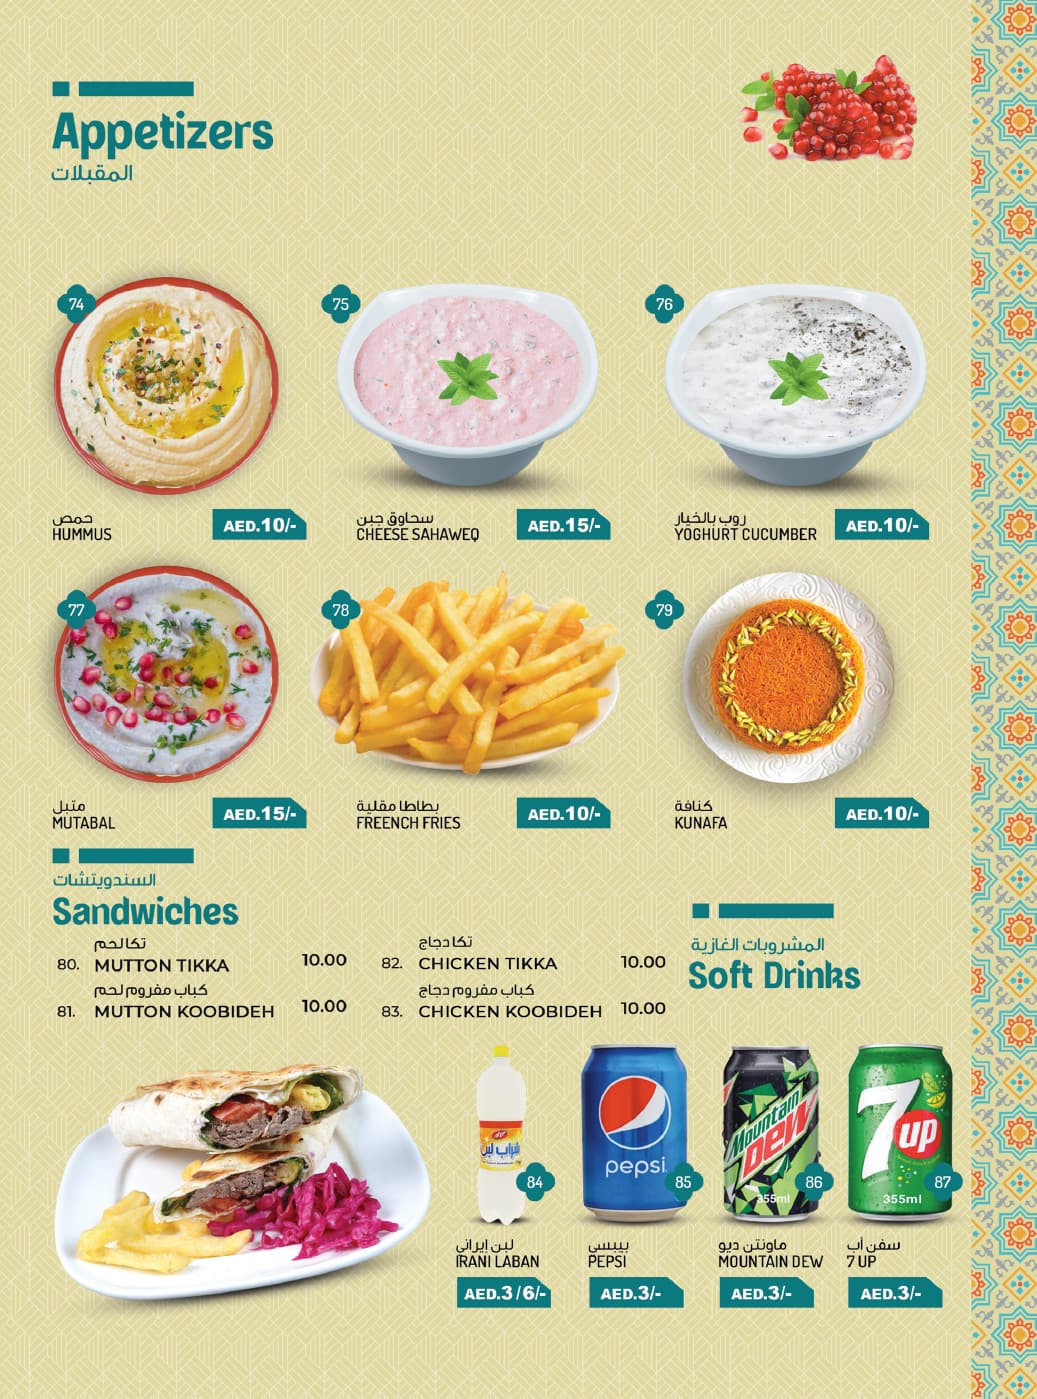 Appetizers
المقبلات
74
75
76
حمص
HUMMUS
AED.10/-
سحاوق جبن
CHEESE SAHAWEQ
AED.15/-
روب بالخيار
YOGHURT CUCUMBER
AED.10/-
77
78
79
متبل
MUTABAL
AED.15/-
بطاطا مقلية
FREENCH FRIES
AED.10/-
كنافة
KUNAFA
AED.10/-
السندويتشات
Sandwiches
تكا لحم
80. MUTTON TIKKA 10.00
كباب مفروم لحم
81. MUTTON KOOBIDEH 10.00
تكا دجاج
82. CHICKEN TIKKA 10.00
كباب مفروم دجاج
83. CHICKEN KOOBIDEH 10.00
المشروبات الغازية
Soft Drinks
شراب لبن
84
pepsi
85
Mountain
DEW
355ml
86
7up
355ml
87
لبن إيراني
IRANI LABAN
AED.3/6/-
بيبسي
PEPSI
AED.3/-
ماونتن ديو
MOUNTAIN DEW
AED.3/-
سفن أب
7 UP
AED.3/-